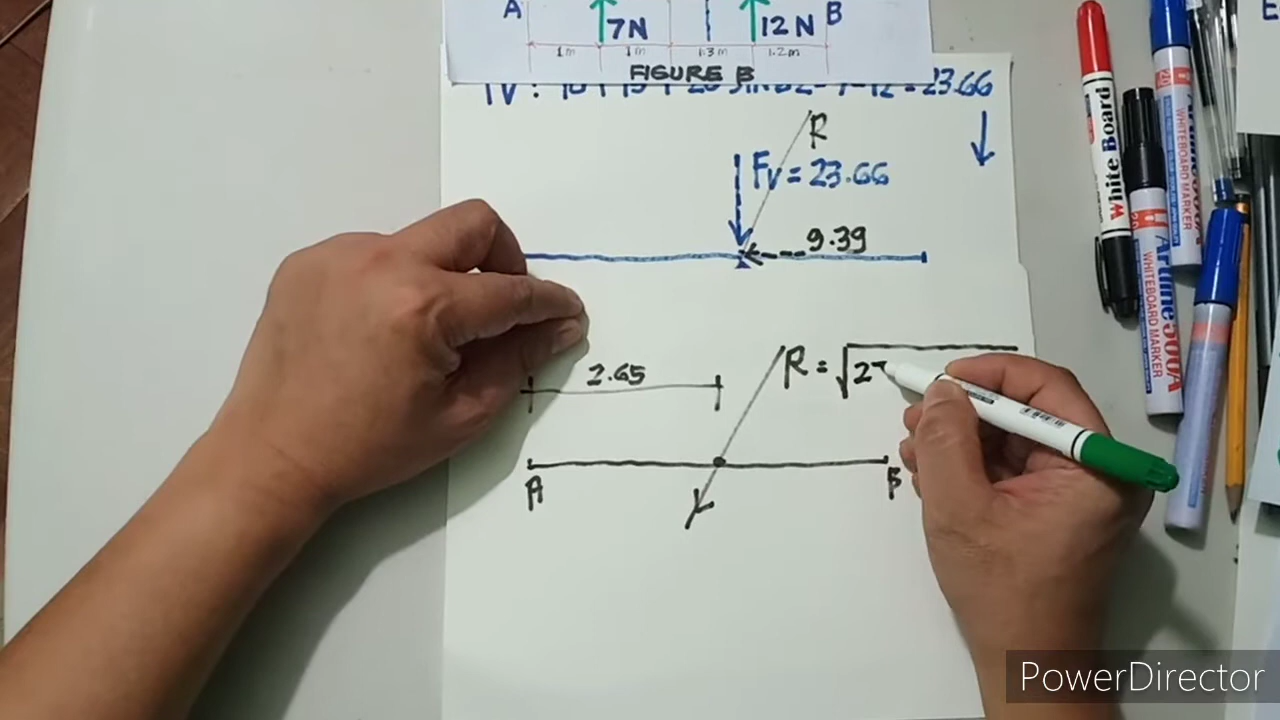 A 7N 12N B
1m 1m 1.3m 1.2m
FIGURE B
= 23.66
R
Fv = 23.66
9.39
2.65
R = √2
A B
White Board
Artline 500A
WHITEBOARD MARKER
WHITEBOARD MARKER
E
PowerDirector